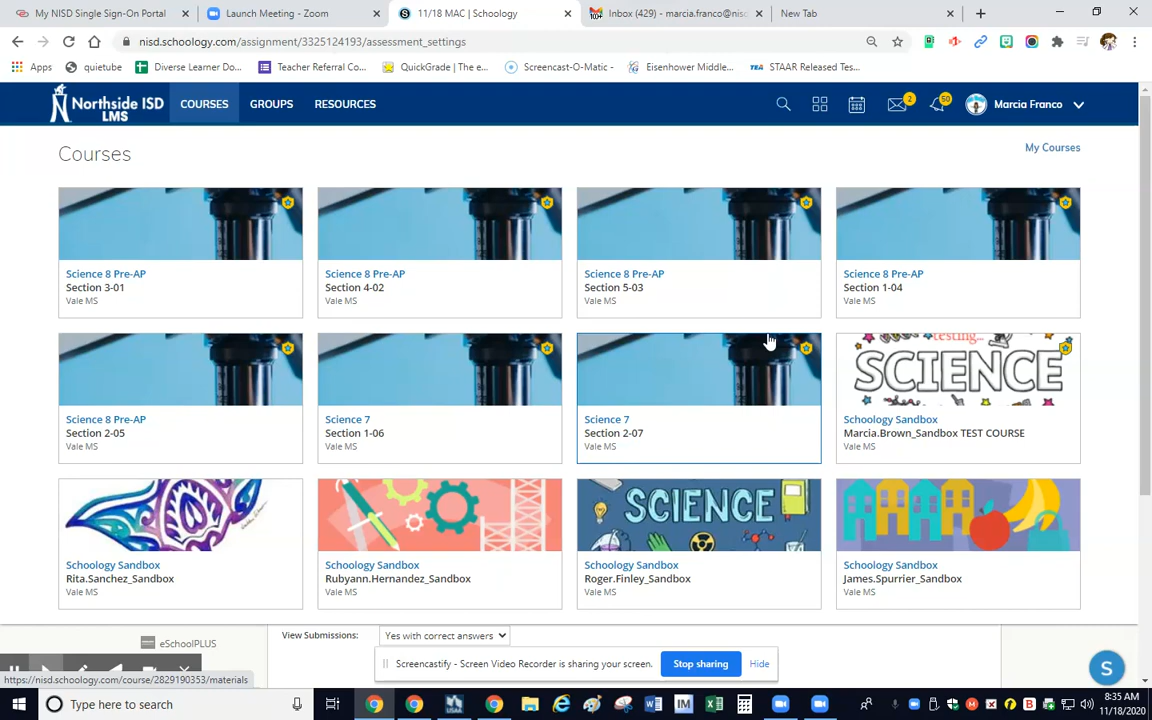 My NISD Single Sign-On Portal
Launch Meeting - Zoom
11/18 MAC | Schoology
Inbox (429) - marcia.franco@niso
New Tab
nisd.schoology.com/assignment/3325124193/assessment_settings
Apps
quietube
Diverse Learner Do...
Teacher Referral Co...
QuickGrade | The e...
Screencast-O-Matic -
Eisenhower Middle...
TEA STAAR Released Tes...
Northside ISD
LMS
COURSES
GROUPS
RESOURCES
2
50
Marcia Franco
Courses
My Courses
Science 8 Pre-AP
Section 3-01
Vale MS
Science 8 Pre-AP
Section 4-02
Vale MS
Science 8 Pre-AP
Section 5-03
Vale MS
Science 8 Pre-AP
Section 1-04
Vale MS
Science 8 Pre-AP
Section 2-05
Vale MS
Science 7
Section 1-06
Vale MS
Science 7
Section 2-07
Vale MS
testing...
SCIENCE
Schoology Sandbox
Marcia.Brown_Sandbox TEST COURSE
Vale MS
Schoology Sandbox
Rita.Sanchez_Sandbox
Vale MS
Schoology Sandbox
Rubyann.Hernandez_Sandbox
Vale MS
SCIENCE
Schoology Sandbox
Roger.Finley_Sandbox
Vale MS
Schoology Sandbox
James.Spurrier_Sandbox
Vale MS
eSchoolPLUS
View Submissions:
Yes with correct answers
Screencastify - Screen Video Recorder is sharing your screen.
Stop sharing
Hide
S
https://nisd.schoology.com/course/2829190353/materials
Type here to search
8:35 AM
11/18/2020